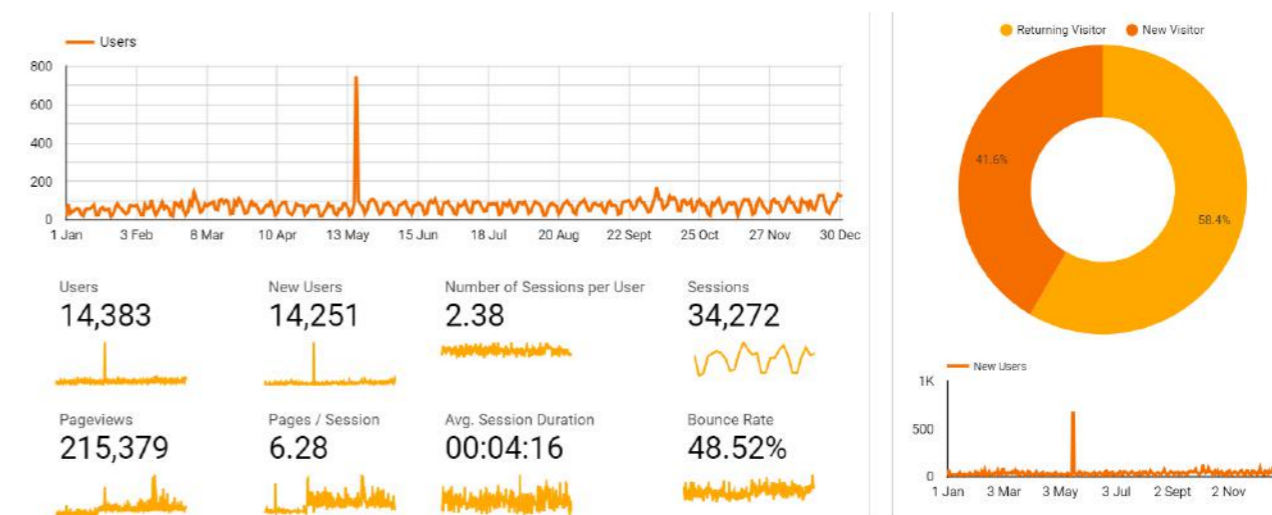 Users
800
600
400
200
0
1 Jan 3 Feb 8 Mar 10 Apr 13 May 15 Jun 18 Jul 20 Aug 22 Sept 25 Oct 27 Nov 30 Dec
Users New Users Number of Sessions per User Sessions
14,383 14,251 2.38 34,272
Pageviews Pages / Session Avg. Session Duration Bounce Rate
215,379 6.28 00:04:16 48.52%
Returning Visitor New Visitor
41.6%
58.4%
New Users
1K
500
0
1 Jan 3 Mar 3 May 3 Jul 2 Sept 2 Nov